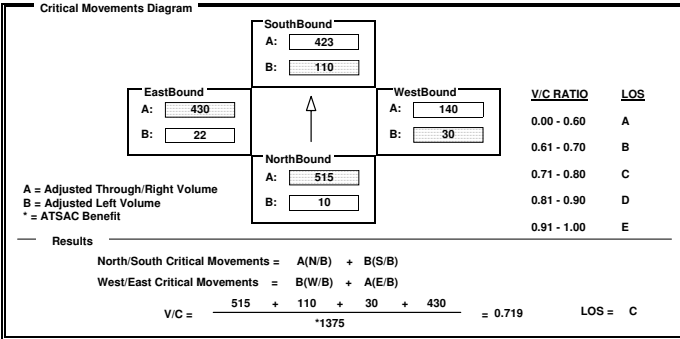 Critical Movements Diagram
SouthBound
A: 423
B: 110
EastBound
A: 430
B: 22
WestBound
A: 140
B: 30
NorthBound
A: 515
B: 10
V/C RATIO LOS
0.00 - 0.60 A
0.61 - 0.70 B
0.71 - 0.80 C
0.81 - 0.90 D
0.91 - 1.00 E
A = Adjusted Through/Right Volume
B = Adjusted Left Volume
* = ATSAC Benefit
Results
North/South Critical Movements = A(N/B) + B(S/B)
West/East Critical Movements = B(W/B) + A(E/B)
V/C = 515 + 110 + 30 + 430 = 0.719 LOS = C
*1375